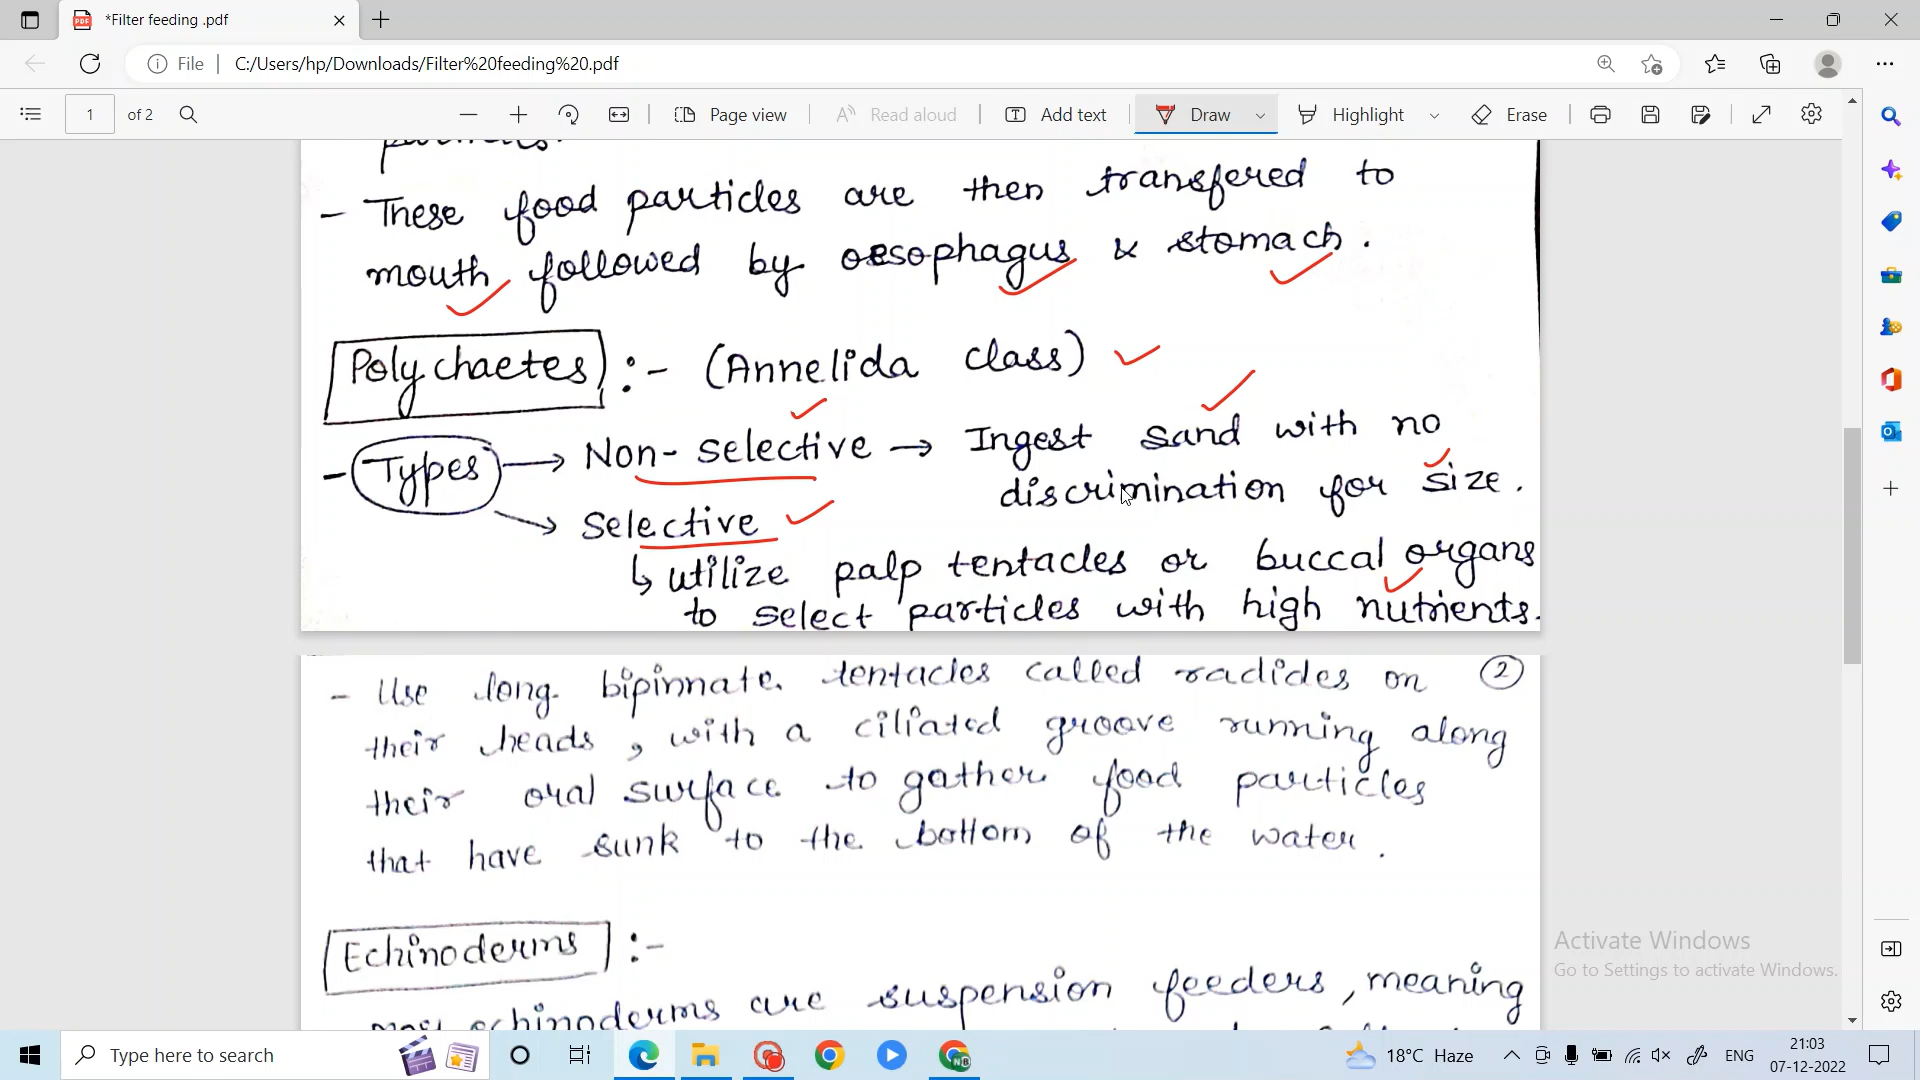 *Filter feeding .pdf
File C:/Users/hp/Downloads/Filter%20feeding%20.pdf
1 of 2 Page view Read aloud Add text Draw Highlight Erase
- These food particles are then transfered to
mouth followed by oesophagus & stomach.
Polychaetes :- (Annelida class)
- Types → Non-selective → Ingest sand with no
discrimination for size.
→ Selective
↳ utilize palp tentacles or buccal organs
to select particles with high nutrients.
- Use long bipinnate tentacles called radides on ②
their heads, with a ciliated groove running along
their oral surface to gather food particles
that have sunk to the bottom of the water.
Echinoderms :-
echinoderms are suspension feeders, meaning
Activate Windows
Go to Settings to activate Windows.
Type here to search
18°C Haze
ENG
21:03
07-12-2022